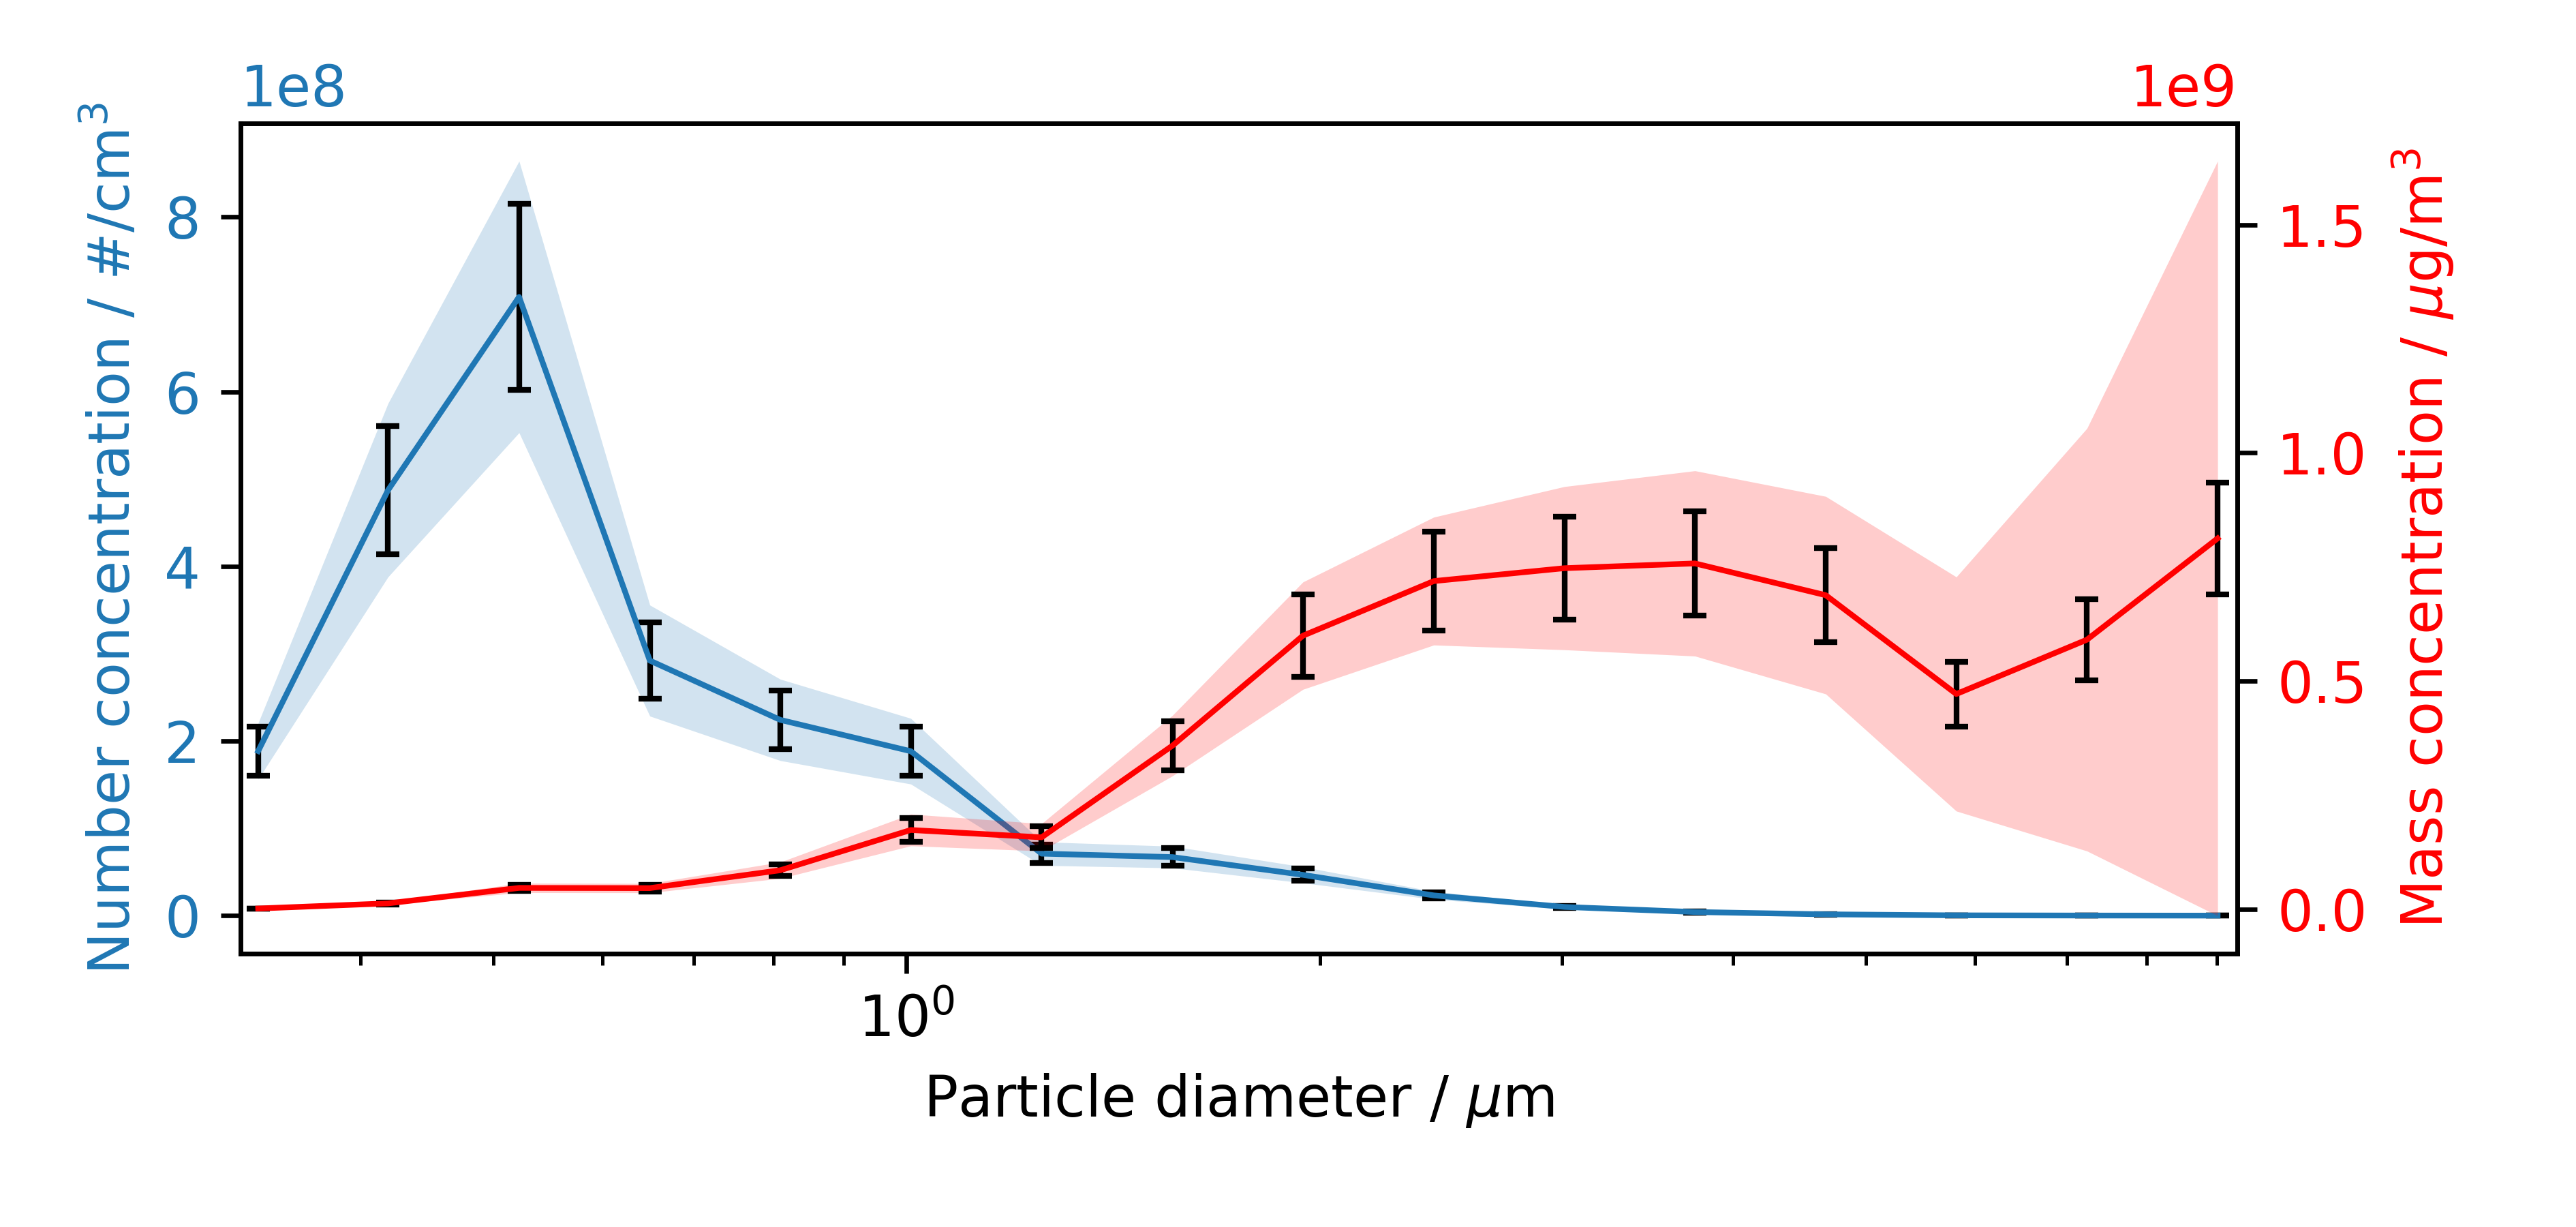 1e8
1e9
Number concentration / #/cm³
8
6
4
2
0
1.5
1.0
0.5
0.0
Mass concentration / μg/m³
10⁰
Particle diameter / μm